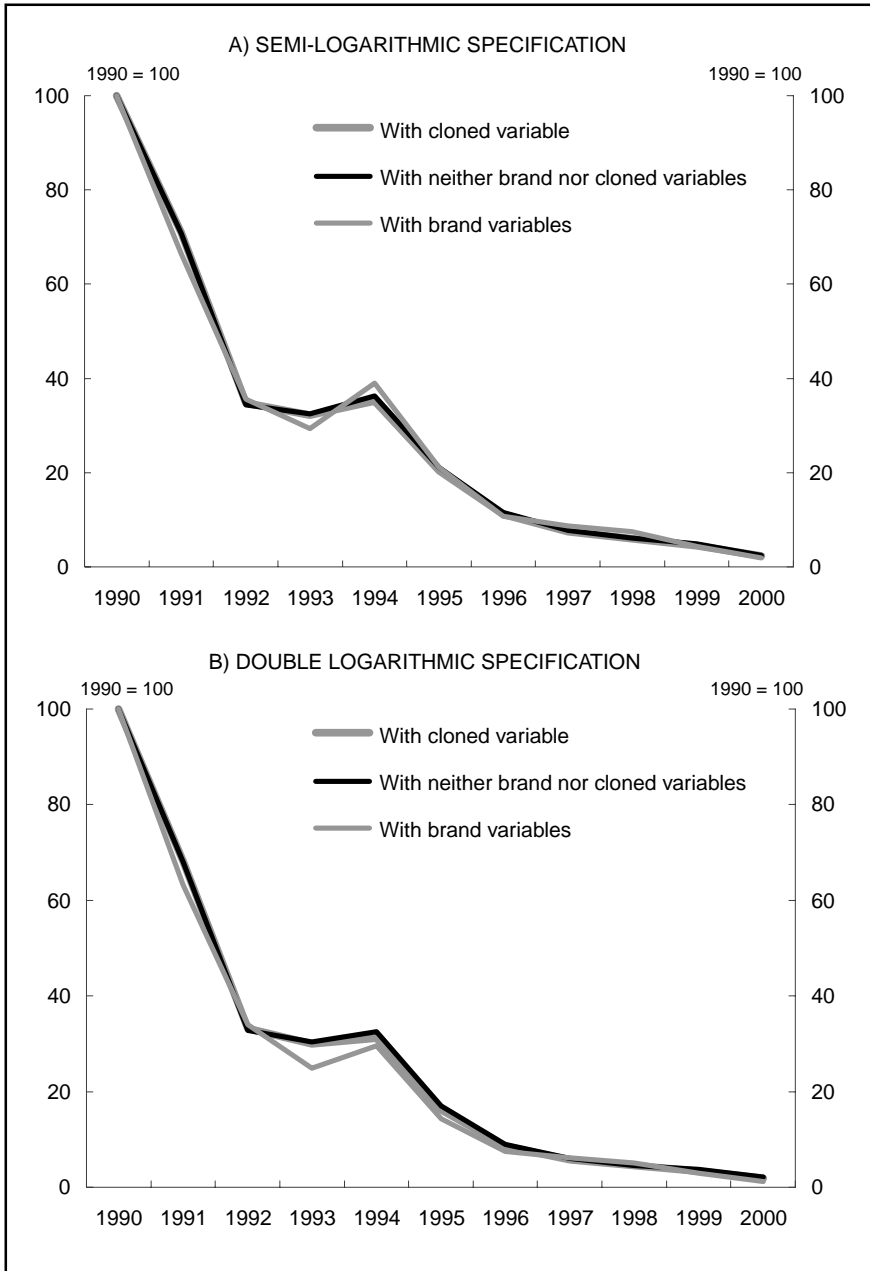 A) SEMI-LOGARITHMIC SPECIFICATION
1990 = 100 1990 = 100
100 100
With cloned variable
80 80
With neither brand nor cloned variables
With brand variables
60 60
40 40
20 20
0 0
1990 1991 1992 1993 1994 1995 1996 1997 1998 1999 2000
B) DOUBLE LOGARITHMIC SPECIFICATION
1990 = 100 1990 = 100
100 100
With cloned variable
With neither brand nor cloned variables
80 80
With brand variables
60 60
40 40
20 20
0 0
1990 1991 1992 1993 1994 1995 1996 1997 1998 1999 2000